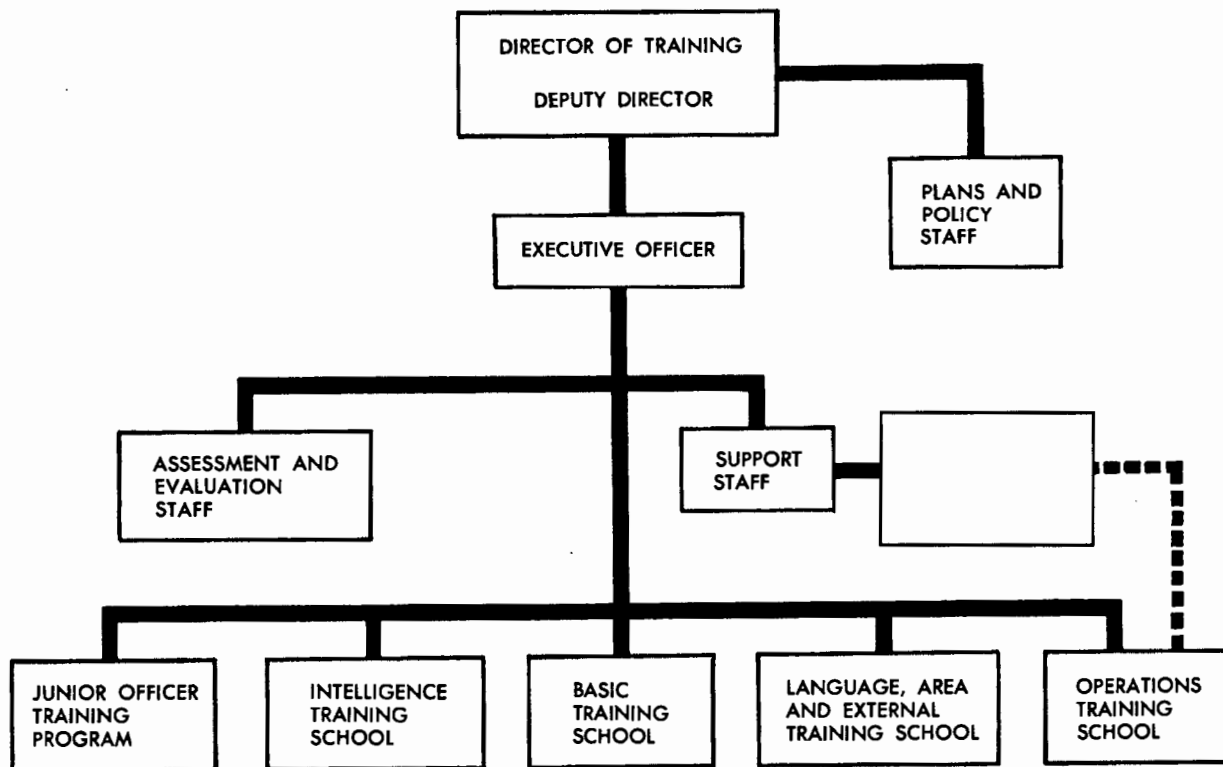 DIRECTOR OF TRAINING
DEPUTY DIRECTOR
PLANS AND
POLICY
STAFF
EXECUTIVE OFFICER
ASSESSMENT AND
EVALUATION
STAFF
SUPPORT
STAFF
JUNIOR OFFICER
TRAINING
PROGRAM
INTELLIGENCE
TRAINING
SCHOOL
BASIC
TRAINING
SCHOOL
LANGUAGE, AREA
AND EXTERNAL
TRAINING SCHOOL
OPERATIONS
TRAINING
SCHOOL